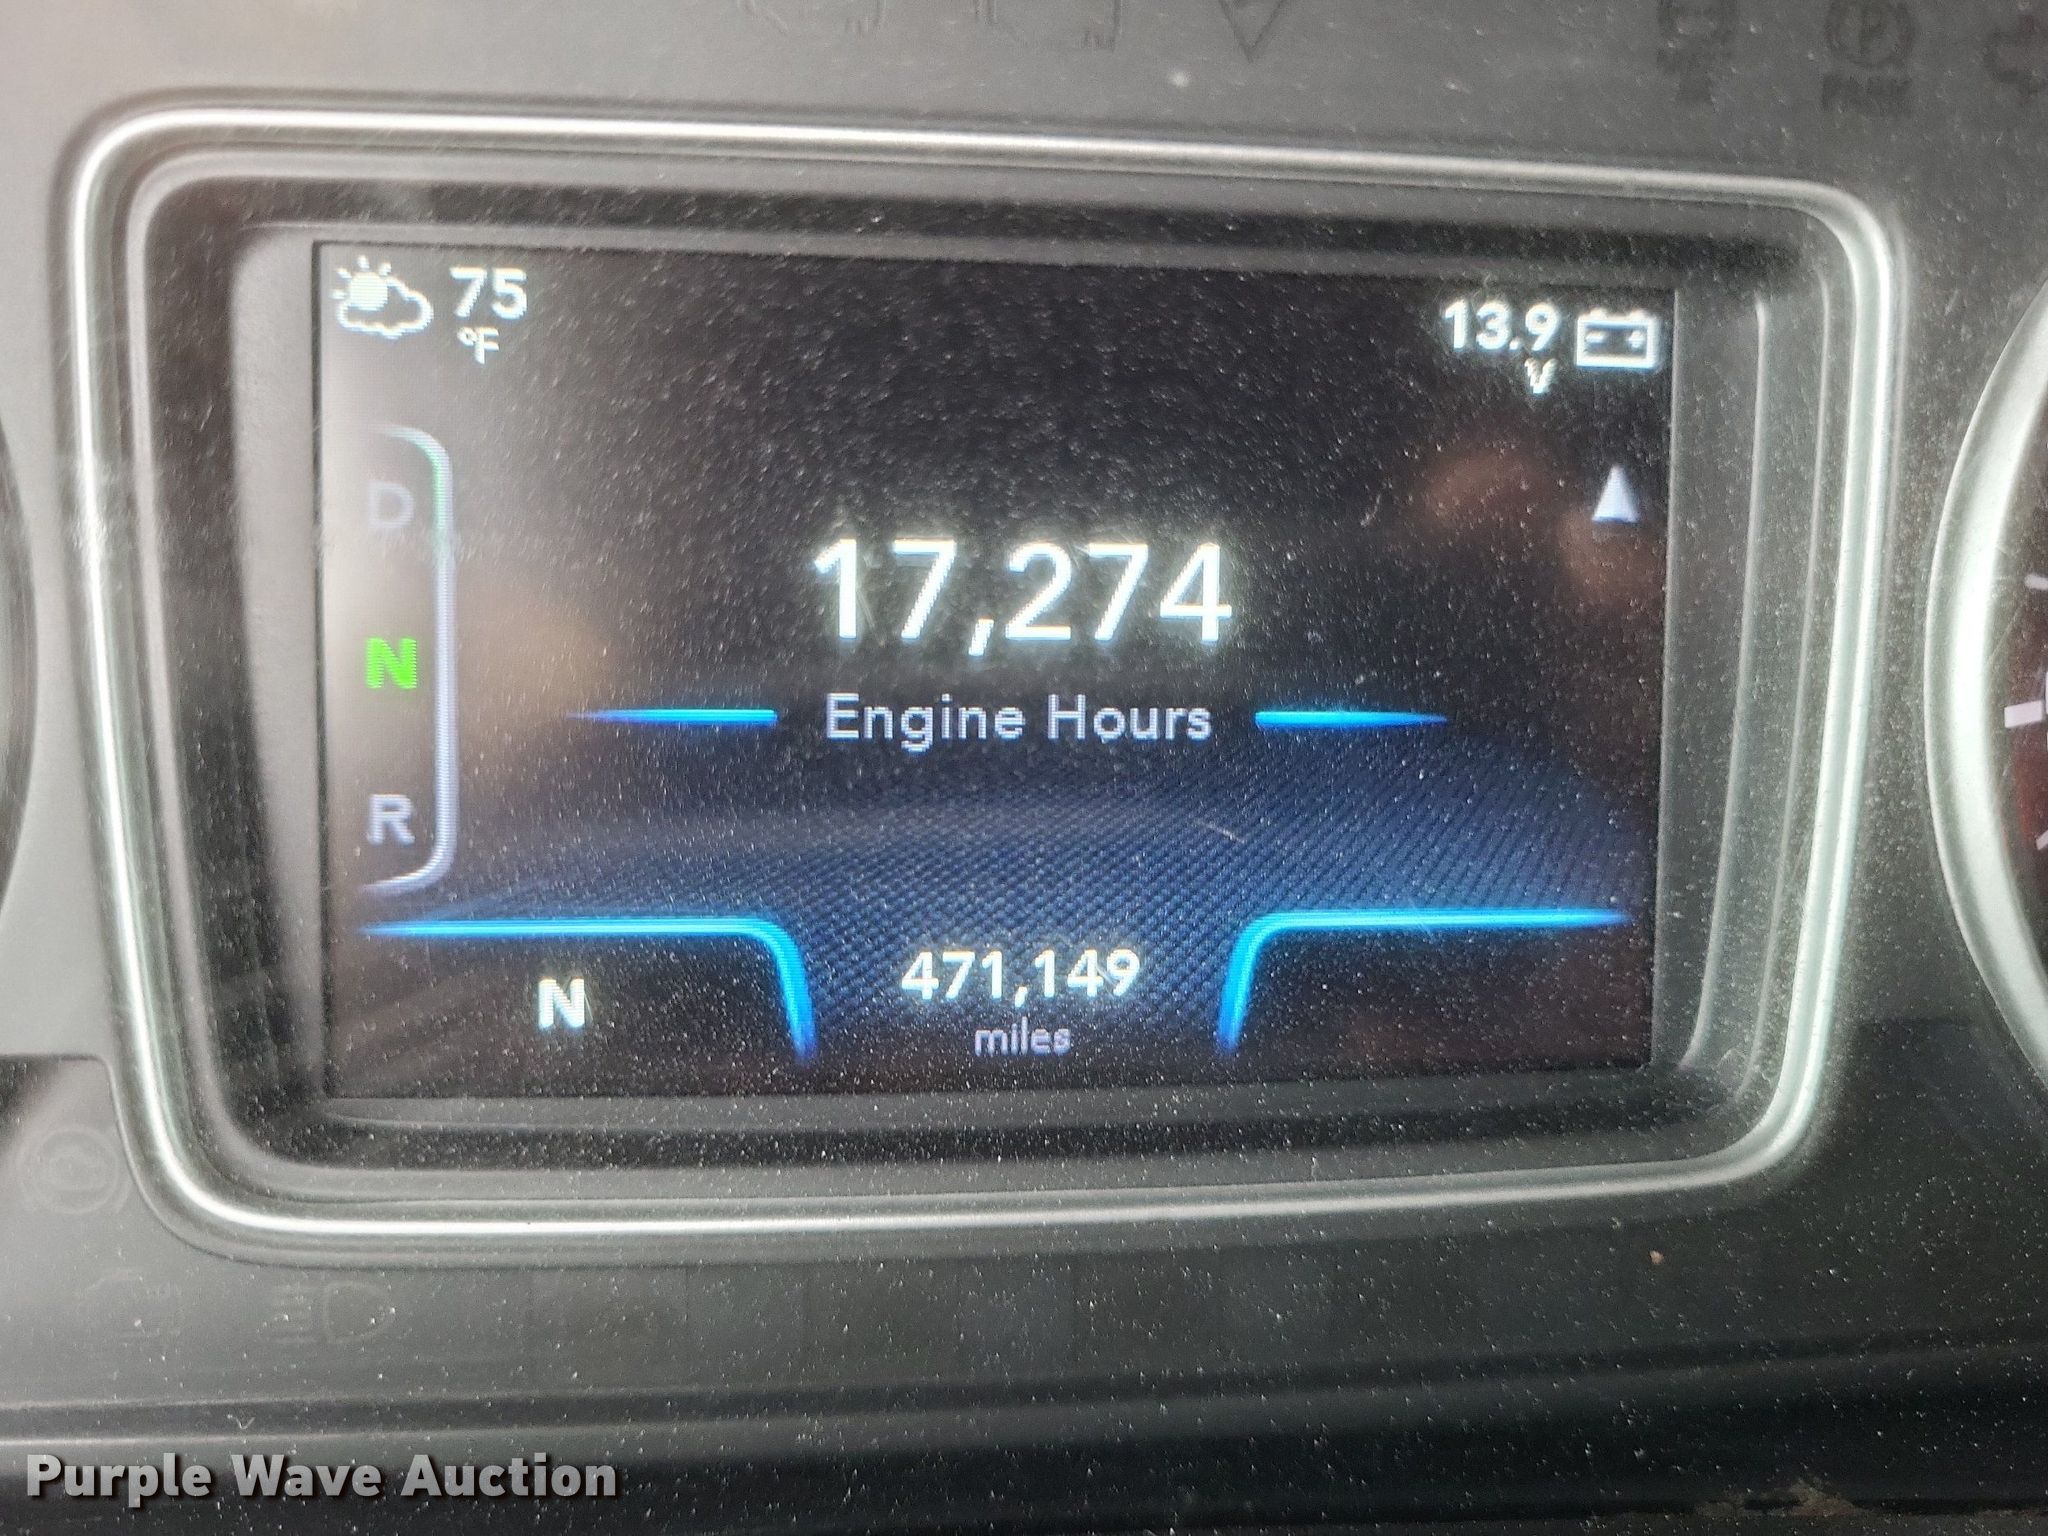 75
°F
13.9
V
D
N
R
17,274
Engine Hours
N
471,149
miles
Purple Wave Auction